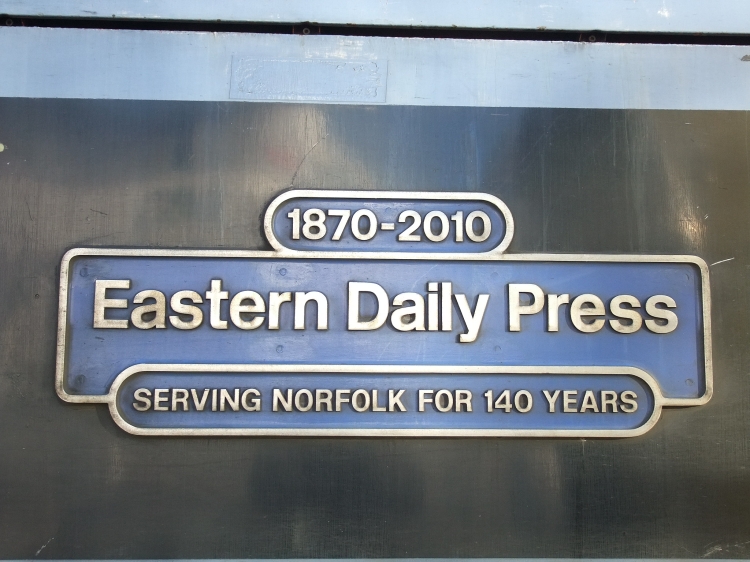 1870-2010
Eastern Daily Press
SERVING NORFOLK FOR 140 YEARS